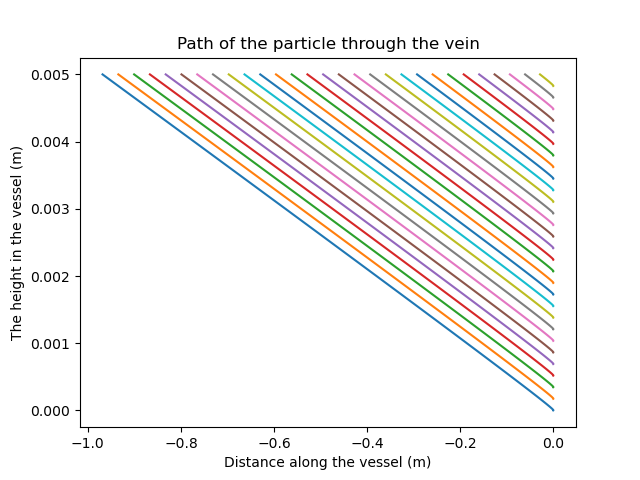 Path of the particle through the vein
0.005
0.004
0.003
0.002
0.001
0.000
The height in the vessel (m)
−1.0 −0.8 −0.6 −0.4 −0.2 0.0
Distance along the vessel (m)